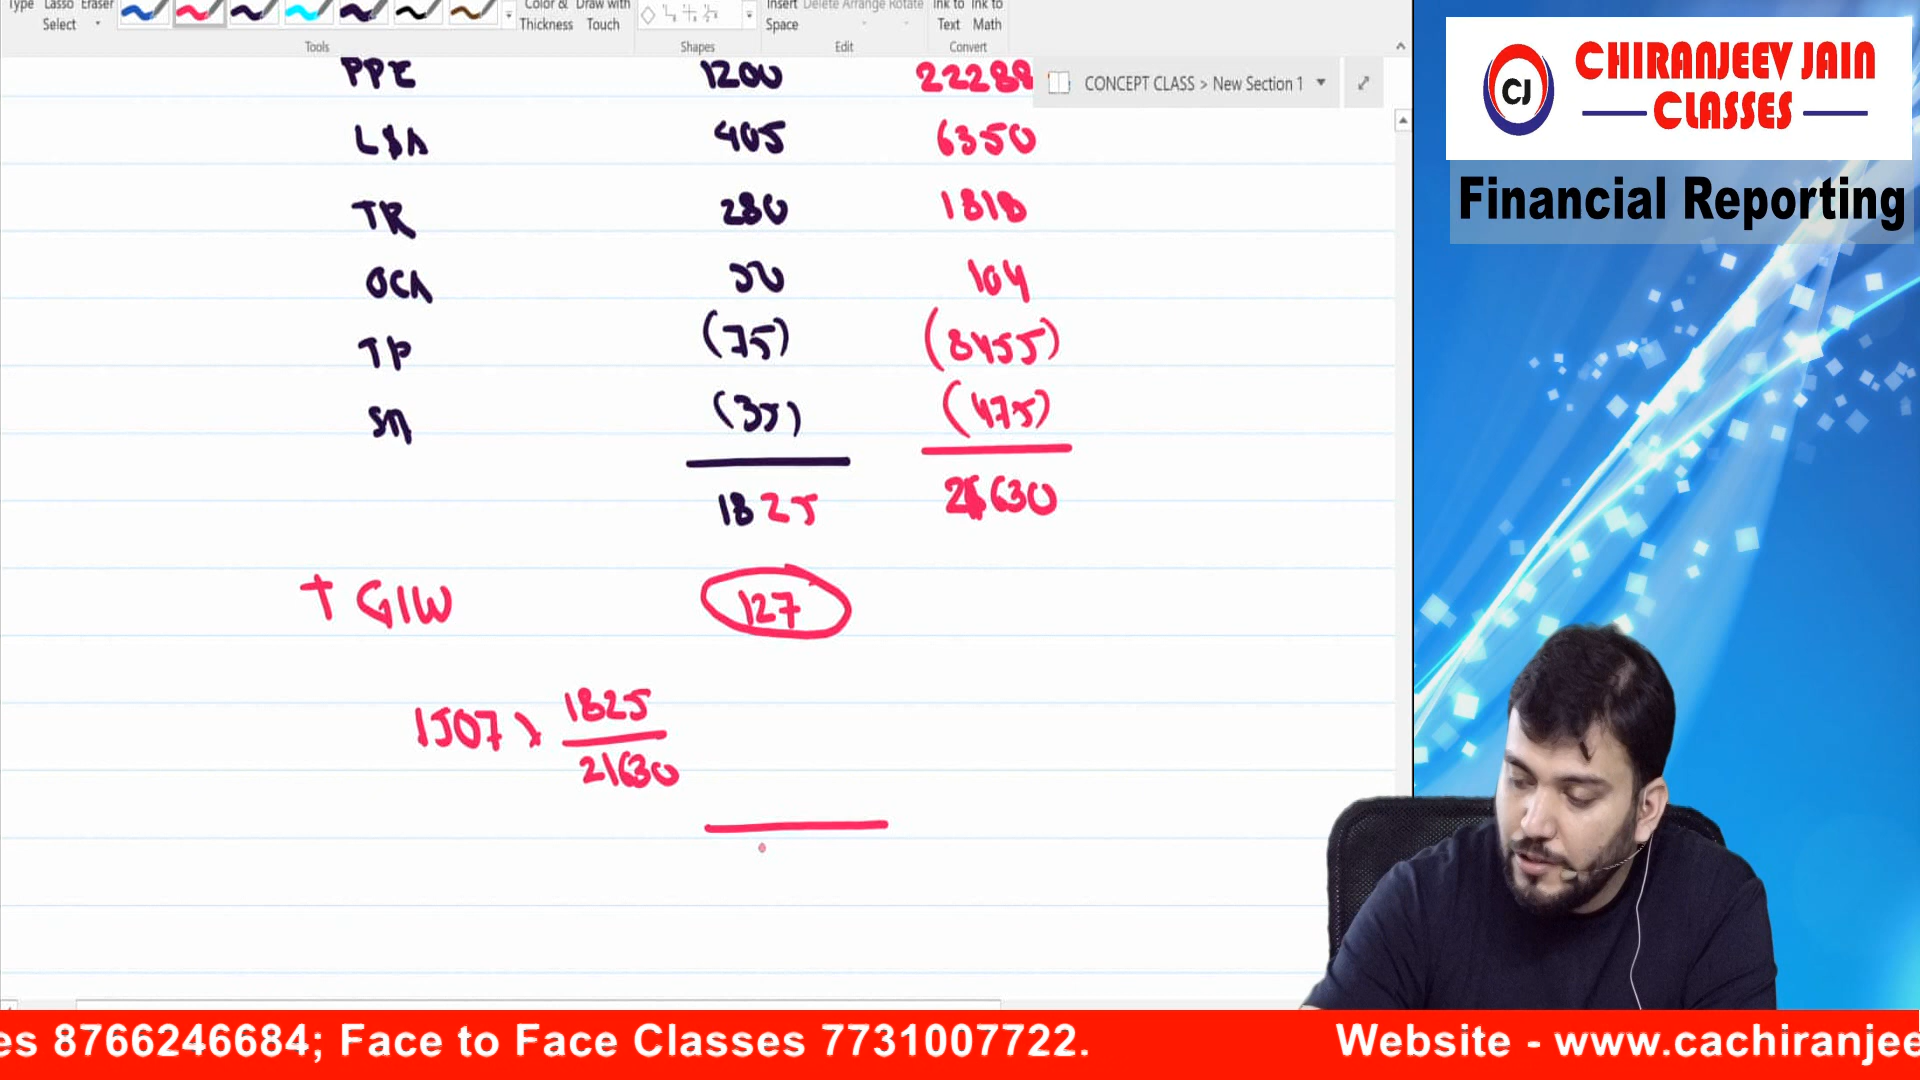 Type Lasso Select Eraser Color & Thickness Draw with Touch Insert Space Delete Arrange Rotate Ink to Text Ink to Math
Tools Shapes Edit Convert
CONCEPT CLASS > New Section 1
PPE 1200 22288
L&A 405 6350
TR 280 1818
OCA 50 104
TP (75) (8455)
(35) (475)
1825 21630
+ G/W 127
1507 × 1825
21630
CJ
CHIRANJEEV JAIN
CLASSES
Financial Reporting
es 8766246684; Face to Face Classes 7731007722. Website - www.cachiranjee